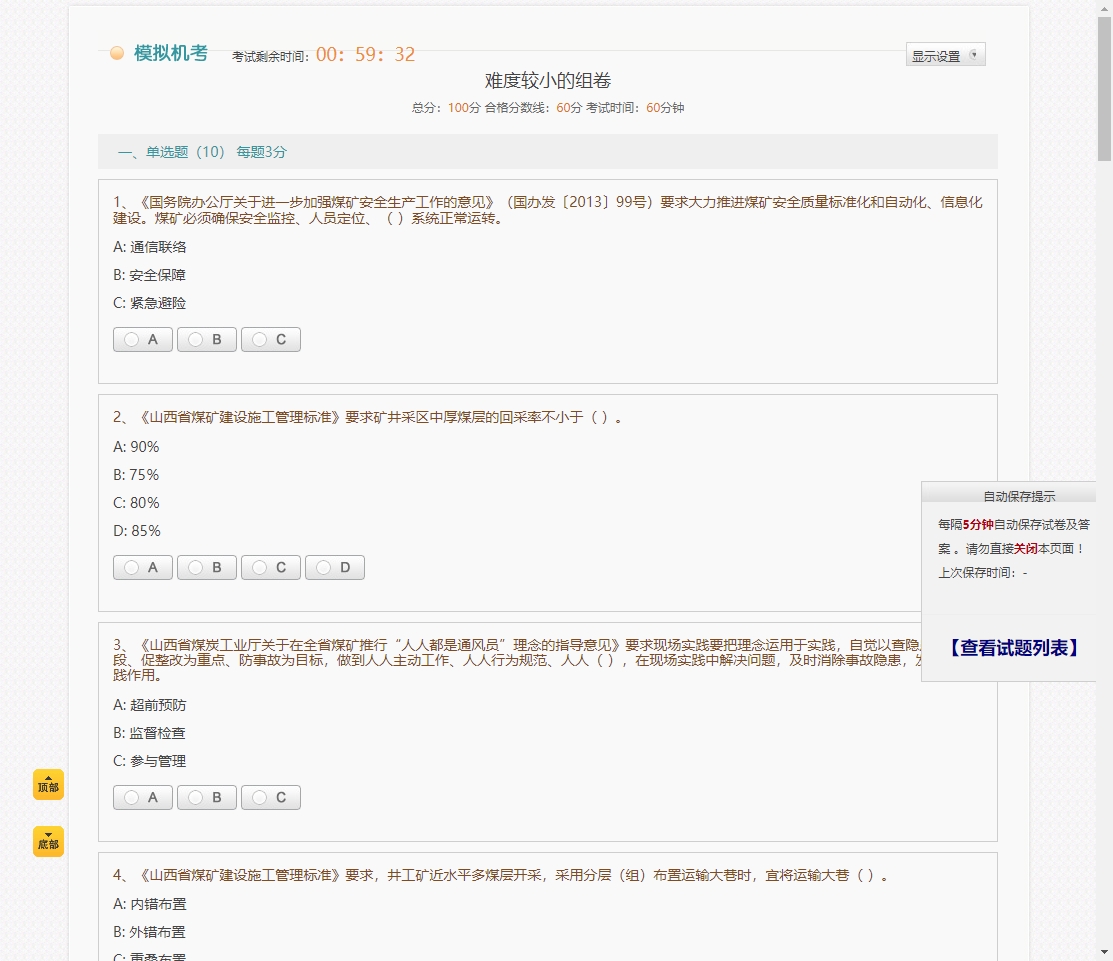 模拟机考 考试剩余时间：00：59：32 显示设置
难度较小的组卷
总分：100分 合格分数线：60分 考试时间：60分钟
一、单选题（10） 每题3分
1、《国务院办公厅关于进一步加强煤矿安全生产工作的意见》（国办发〔2013〕99号）要求大力推进煤矿安全质量标准化和自动化、信息化
建设。煤矿必须确保安全监控、人员定位、（ ）系统正常运转。
A: 通信联络
B: 安全保障
C: 紧急避险
A B C
2、《山西省煤矿建设施工管理标准》要求矿井采区中厚煤层的回采率不小于（ ）。
A: 90%
B: 75%
C: 80%
D: 85%
A B C D
自动保存提示
每隔5分钟自动保存试卷及答
案 。请勿直接关闭本页面 ！
上次保存时间：-
【查看试题列表】
3、《山西省煤炭工业厅关于在全省煤矿推行“人人都是通风员”理念的指导意见》要求现场实践要把理念运用于实践，自觉以查隐
段、促整改为重点、防事故为目标，做到人人主动工作、人人行为规范、人人（ ），在现场实践中解决问题，及时消除事故隐患，
践作用。
A: 超前预防
B: 监督检查
C: 参与管理
A B C
顶部
底部
4、《山西省煤矿建设施工管理标准》要求，井工矿近水平多煤层开采，采用分层（组）布置运输大巷时，宜将运输大巷（ ）。
A: 内错布置
B: 外错布置
C: 重叠布置